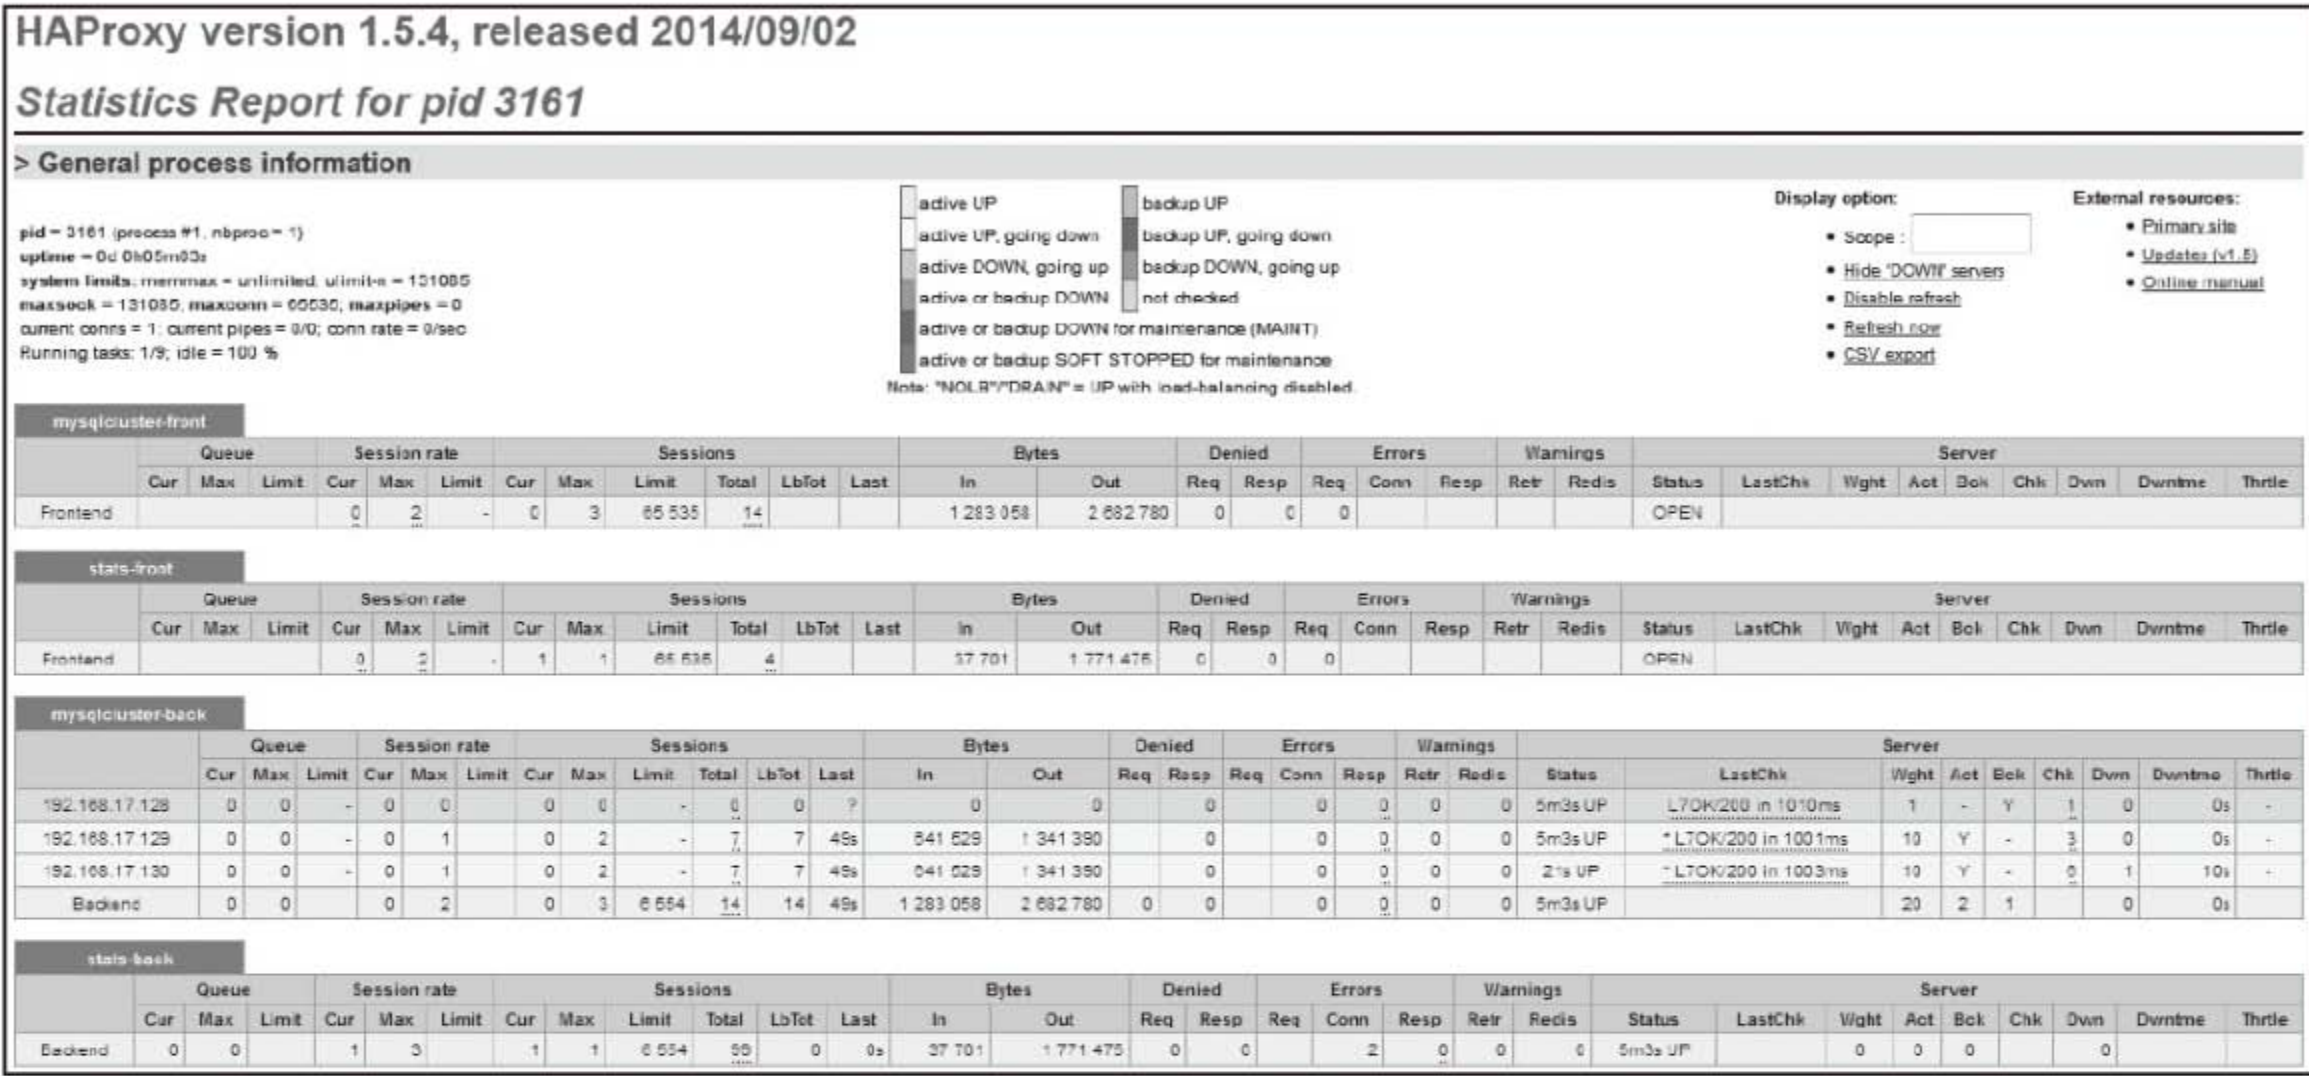 HAProxy version 1.5.4, released 2014/09/02
Statistics Report for pid 3161
> General process information
pid = 3161 (process #1, nbproc = 1)
uptime = 0d 0h05m03s
system limits: memmax = unlimited; ulimit-n = 131085
maxsock = 131085; maxconn = 65535; maxpipes = 0
current conns = 1; current pipes = 0/0; conn rate = 0/sec
Running tasks: 1/9; idle = 100 %
active UP backup UP
active UP, going down backup UP, going down
active DOWN, going up backup DOWN, going up
active or backup DOWN not checked
active or backup DOWN for maintenance (MAINT)
active or backup SOFT STOPPED for maintenance
Note: "NOLB"/"DRAIN" = UP with load-balancing disabled.
Display option:
• Scope :
• Hide 'DOWN' servers
• Disable refresh
• Refresh now
• CSV export
External resources:
• Primary site
• Updates (v1.5)
• Online manual
mysqlcluster-front
Queue Session rate Sessions Bytes Denied Errors Warnings Server
Cur Max Limit Cur Max Limit Cur Max Limit Total LbTot Last In Out Req Resp Req Conn Resp Retr Redis Status LastChk Wght Act Bck Chk Dwn Dwntme Thrtle
Frontend 0 2 - 0 3 65 535 14 1 283 058 2 682 780 0 0 0 OPEN
stats-front
Queue Session rate Sessions Bytes Denied Errors Warnings Server
Cur Max Limit Cur Max Limit Cur Max Limit Total LbTot Last In Out Req Resp Req Conn Resp Retr Redis Status LastChk Wght Act Bck Chk Dwn Dwntme Thrtle
Frontend 0 2 - 1 1 65 535 4 37 701 1 771 475 0 0 0 OPEN
mysqlcluster-back
Queue Session rate Sessions Bytes Denied Errors Warnings Server
Cur Max Limit Cur Max Limit Cur Max Limit Total LbTot Last In Out Req Resp Req Conn Resp Retr Redis Status LastChk Wght Act Bck Chk Dwn Dwntme Thrtle
192.168.17.128 0 0 - 0 0 0 0 - 0 0 ? 0 0 0 0 0 0 0 5m3s UP L7OK/200 in 1010ms 1 - Y 1 0 0s -
192.168.17.129 0 0 - 0 1 0 2 - 7 7 49s 641 529 1 341 390 0 0 0 0 0 5m3s UP * L7OK/200 in 1001ms 10 Y - 3 0 0s -
192.168.17.130 0 0 - 0 1 0 2 - 7 7 49s 641 529 1 341 390 0 0 0 0 0 21s UP * L7OK/200 in 1003ms 10 Y - 0 1 10s -
Backend 0 0 0 2 0 3 6 554 14 14 49s 1 283 058 2 682 780 0 0 0 0 0 0 5m3s UP 20 2 1 0 0s
stats-back
Queue Session rate Sessions Bytes Denied Errors Warnings Server
Cur Max Limit Cur Max Limit Cur Max Limit Total LbTot Last In Out Req Resp Req Conn Resp Retr Redis Status LastChk Wght Act Bck Chk Dwn Dwntme Thrtle
Backend 0 0 1 3 1 1 6 554 99 0 0s 37 701 1 771 475 0 0 2 0 0 0 5m3s UP 0 0 0 0